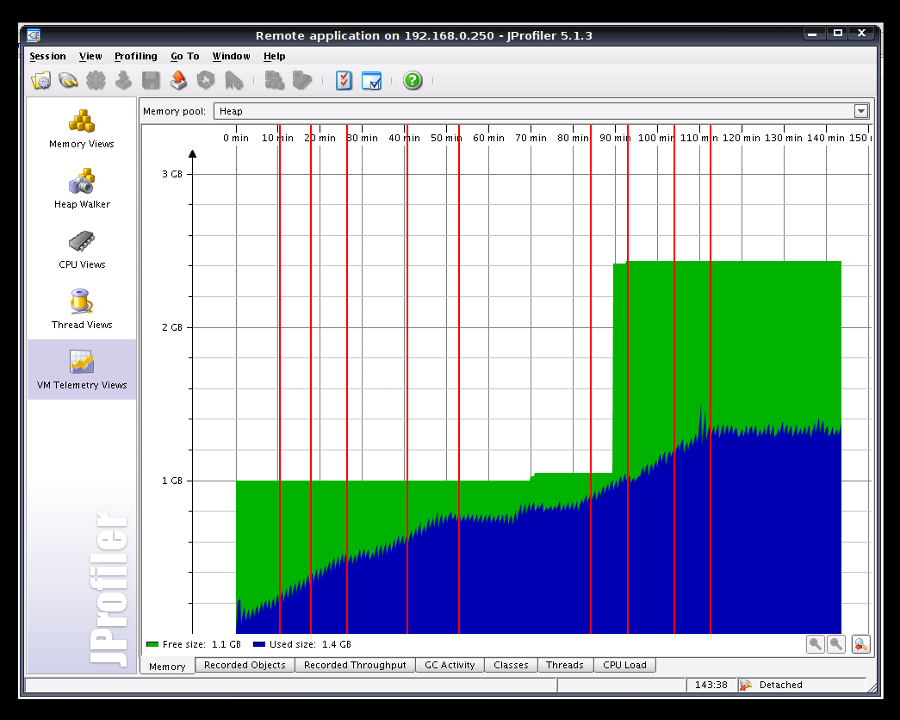 Remote application on 192.168.0.250 - JProfiler 5.1.3
Session View Profiling Go To Window Help
Memory pool: Heap
Memory Views
Heap Walker
CPU Views
Thread Views
VM Telemetry Views
JProfiler
0 min 10 min 20 min 30 min 40 min 50 min 60 min 70 min 80 min 90 min 100 min 110 min 120 min 130 min 140 min 150
3 GB
2 GB
1 GB
Free size: 1.1 GB Used size: 1.4 GB
Memory Recorded Objects Recorded Throughput GC Activity Classes Threads CPU Load
143:38 Detached